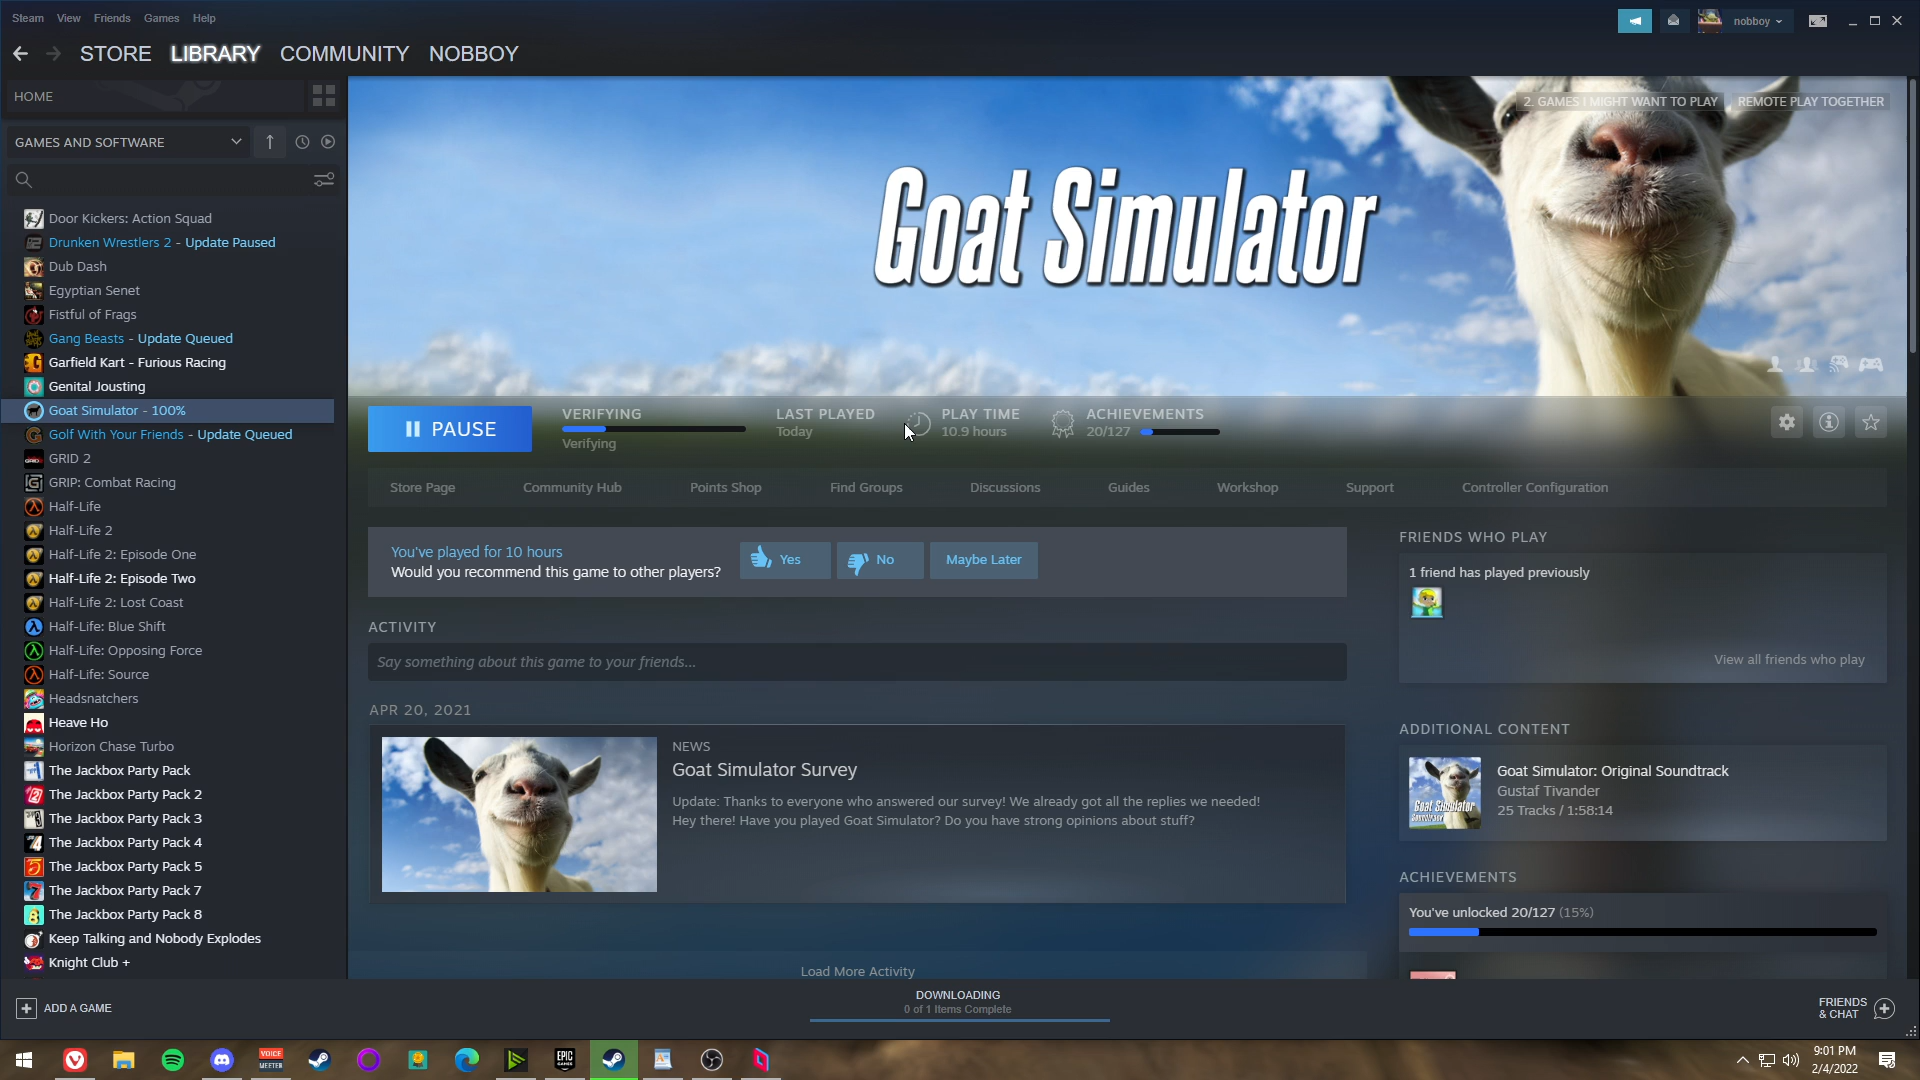 Steam View Friends Games Help
nobboy
STORE LIBRARY COMMUNITY NOBBOY
HOME
GAMES AND SOFTWARE
Door Kickers: Action Squad
Drunken Wrestlers 2 - Update Paused
Dub Dash
Egyptian Senet
Fistful of Frags
Gang Beasts - Update Queued
Garfield Kart - Furious Racing
Genital Jousting
Goat Simulator - 100%
Golf With Your Friends - Update Queued
GRID 2
GRIP: Combat Racing
Half-Life
Half-Life 2
Half-Life 2: Episode One
Half-Life 2: Episode Two
Half-Life 2: Lost Coast
Half-Life: Blue Shift
Half-Life: Opposing Force
Half-Life: Source
Headsnatchers
Heave Ho
Horizon Chase Turbo
The Jackbox Party Pack
The Jackbox Party Pack 2
The Jackbox Party Pack 3
The Jackbox Party Pack 4
The Jackbox Party Pack 5
The Jackbox Party Pack 7
The Jackbox Party Pack 8
Keep Talking and Nobody Explodes
Knight Club +
2. GAMES I MIGHT WANT TO PLAY REMOTE PLAY TOGETHER
Goat Simulator
PAUSE
VERIFYING
Verifying
LAST PLAYED
Today
PLAY TIME
10.9 hours
ACHIEVEMENTS
20/127
Store Page Community Hub Points Shop Find Groups Discussions Guides Workshop Support Controller Configuration
You've played for 10 hours
Would you recommend this game to other players?
Yes No Maybe Later
ACTIVITY
Say something about this game to your friends...
APR 20, 2021
NEWS
Goat Simulator Survey
Update: Thanks to everyone who answered our survey! We already got all the replies we needed!
Hey there! Have you played Goat Simulator? Do you have strong opinions about stuff?
Load More Activity
FRIENDS WHO PLAY
1 friend has played previously
View all friends who play
ADDITIONAL CONTENT
Goat Simulator
Soundtrack
Goat Simulator: Original Soundtrack
Gustaf Tivander
25 Tracks / 1:58:14
ACHIEVEMENTS
You've unlocked 20/127 (15%)
ADD A GAME
DOWNLOADING
0 of 1 Items Complete
FRIENDS
& CHAT
VOICE
MEETER
EPIC
GAMES
9:01 PM
2/4/2022